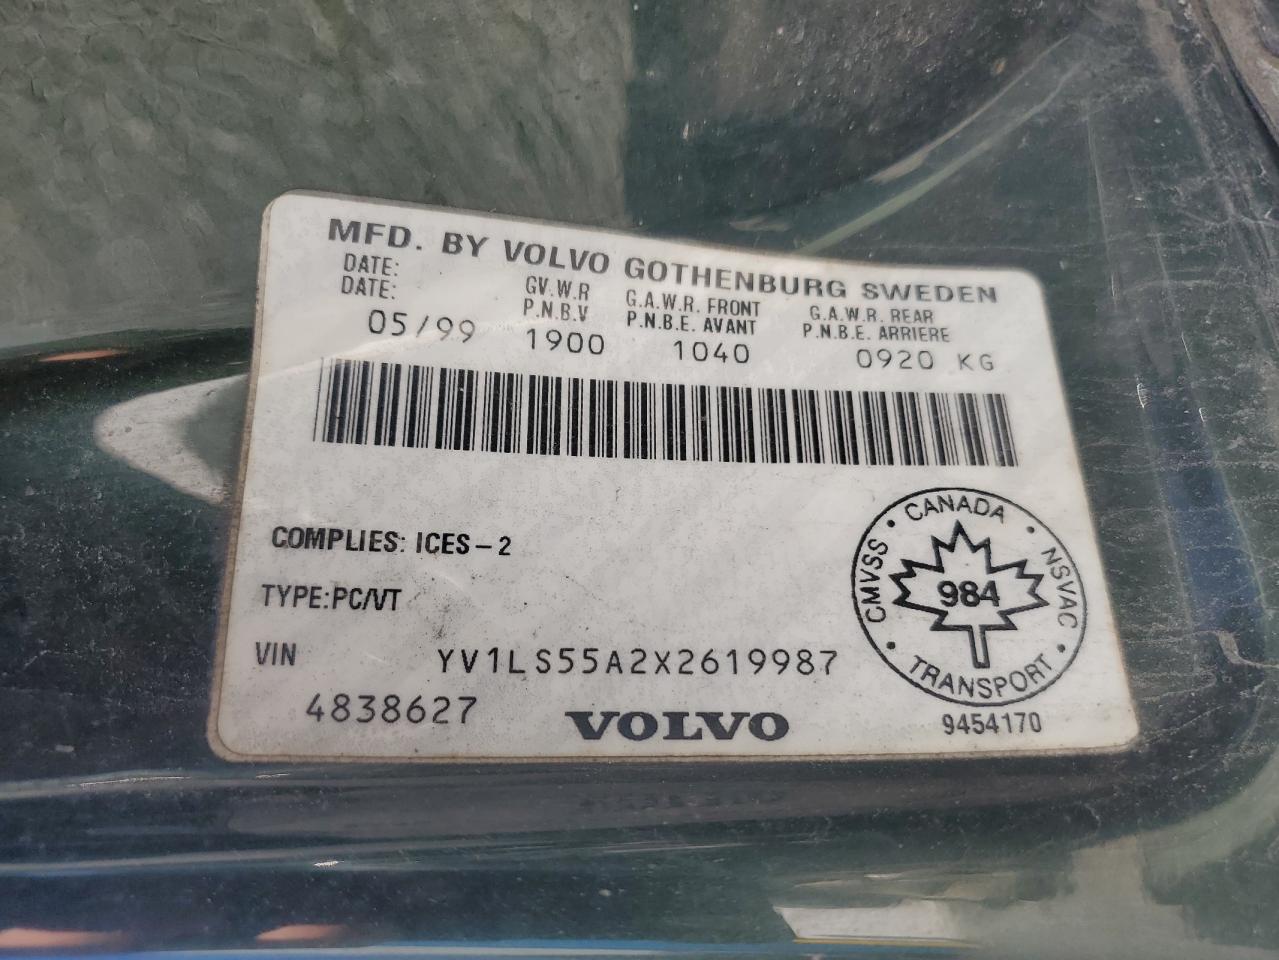 MFD. BY VOLVO GOTHENBURG SWEDEN
DATE: GV.W.R G.A.W.R. FRONT G.A.W.R. REAR
DATE: P.N.B.V P.N.B.E. AVANT P.N.B.E. ARRIERE
05/99 1900 1040 0920 KG
COMPLIES: ICES-2
TYPE:PC/VT
VIN YV1LS55A2X2619987
4838627 VOLVO
CANADA
CMVSS
NSVAC
984
TRANSPORT
9454170